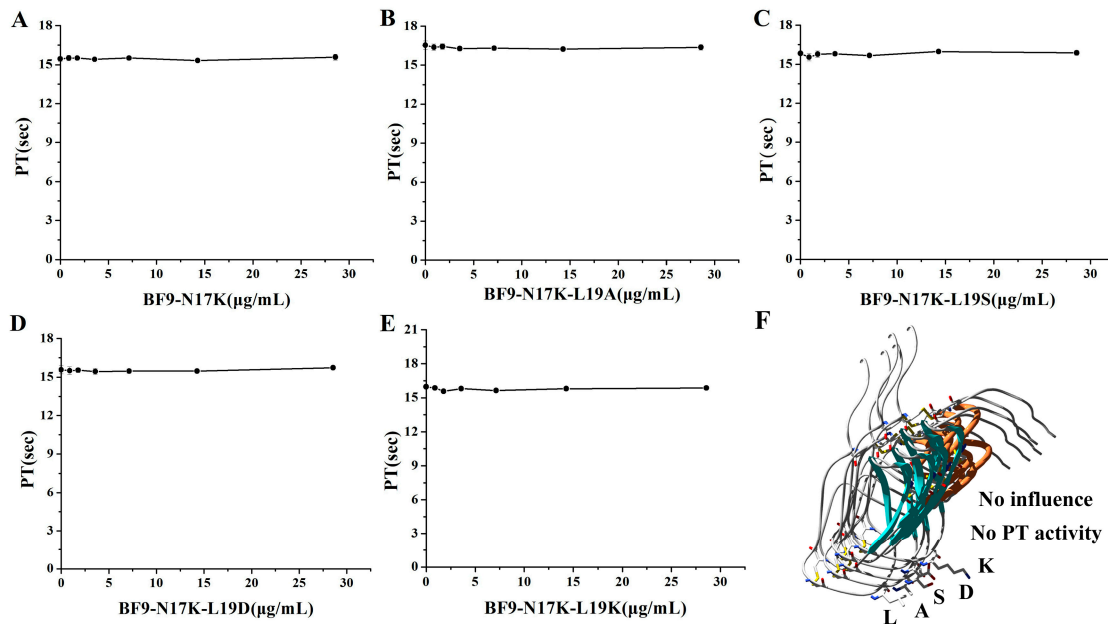 A
18
15
12
9
6
3
0
PT(sec)
0 5 10 15 20 25 30
BF9-N17K(μg/mL)
B
18
15
12
9
6
3
0
PT(sec)
0 5 10 15 20 25 30
BF9-N17K-L19A(μg/mL)
C
18
15
12
9
6
3
0
PT( sec)
0 5 10 15 20 25 30
BF9-N17K-L19S(μg/mL)
D
18
15
12
9
6
3
0
PT(sec)
0 5 10 15 20 25 30
BF9-N17K-L19D(μg/mL)
E
21
18
15
12
9
6
3
0
PT(sec)
0 5 10 15 20 25 30
BF9-N17K-L19K(μg/mL)
F
No influence
No PT activity
K
D
S
A
L